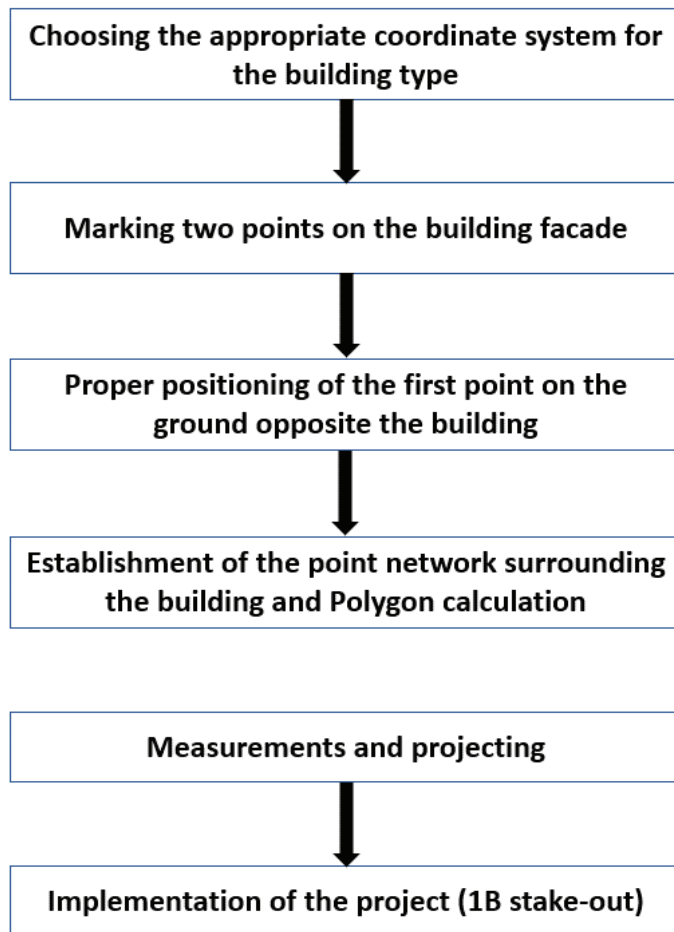 Choosing the appropriate coordinate system for
the building type
Marking two points on the building facade
Proper positioning of the first point on the
ground opposite the building
Establishment of the point network surrounding
the building and Polygon calculation
Measurements and projecting
Implementation of the project (1B stake-out)